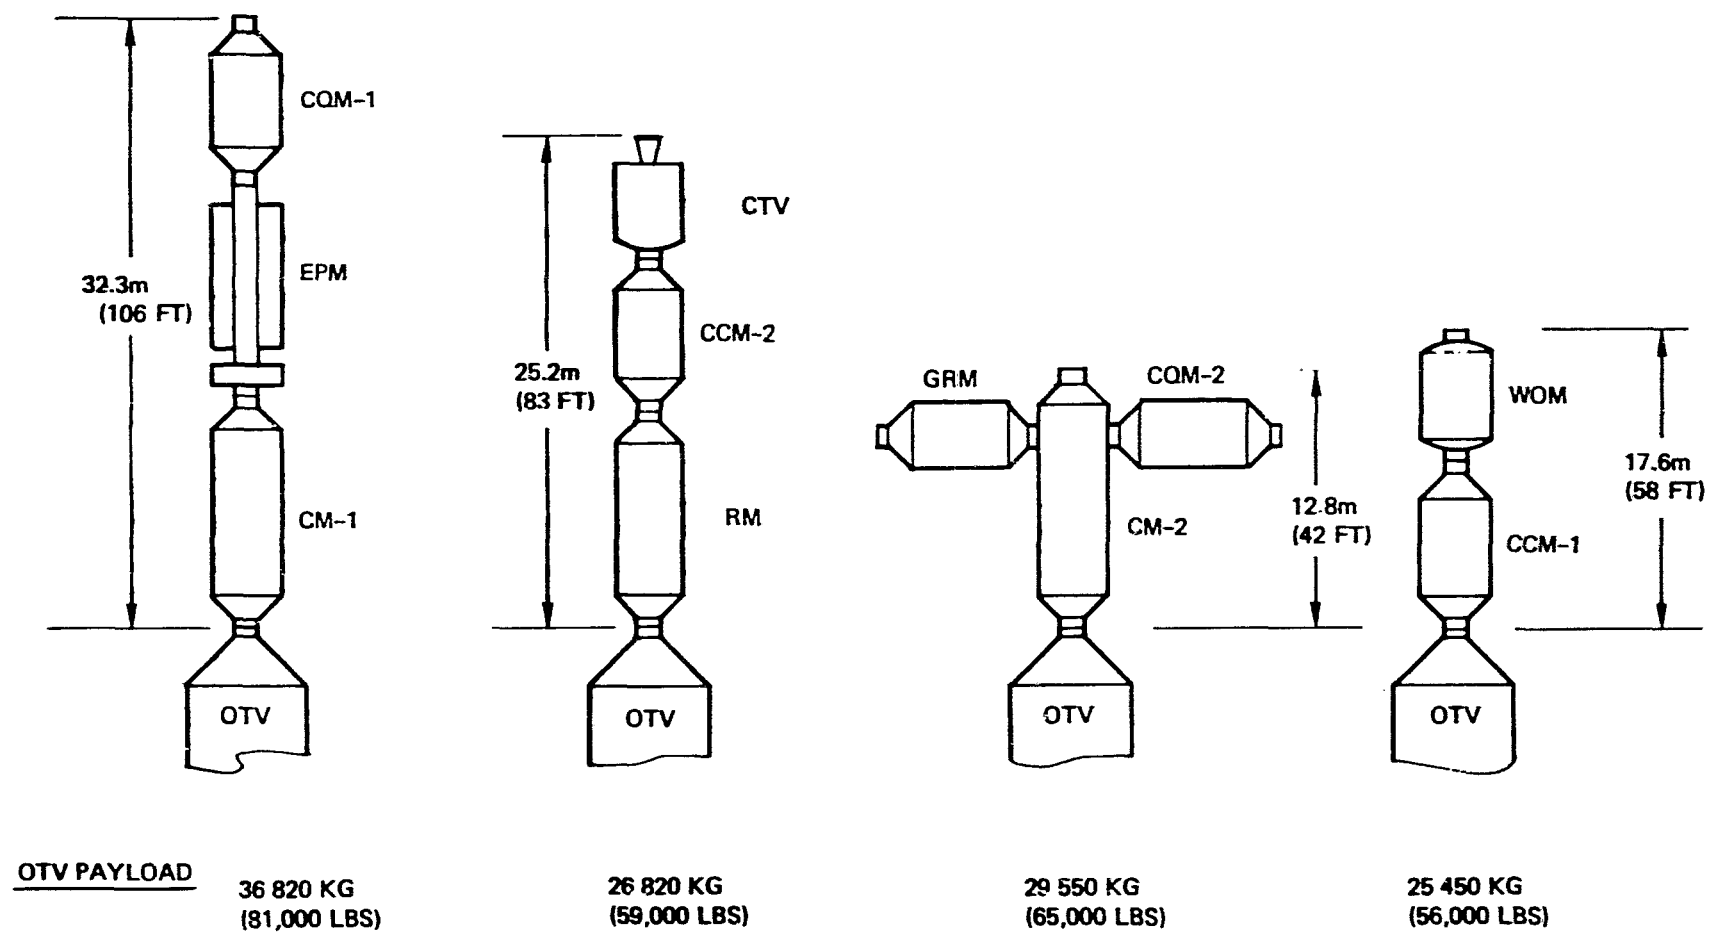 CQM-1
EPM
32.3m
(106 FT)
CM-1
OTV
CTV
CCM-2
25.2m
(83 FT)
RM
OTV
GRM
CQM-2
12.8m
(42 FT)
CM-2
OTV
WOM
17.6m
(58 FT)
CCM-1
OTV
OTV PAYLOAD
36 820 KG
(81,000 LBS)
26 820 KG
(59,000 LBS)
29 550 KG
(65,000 LBS)
25 450 KG
(56,000 LBS)